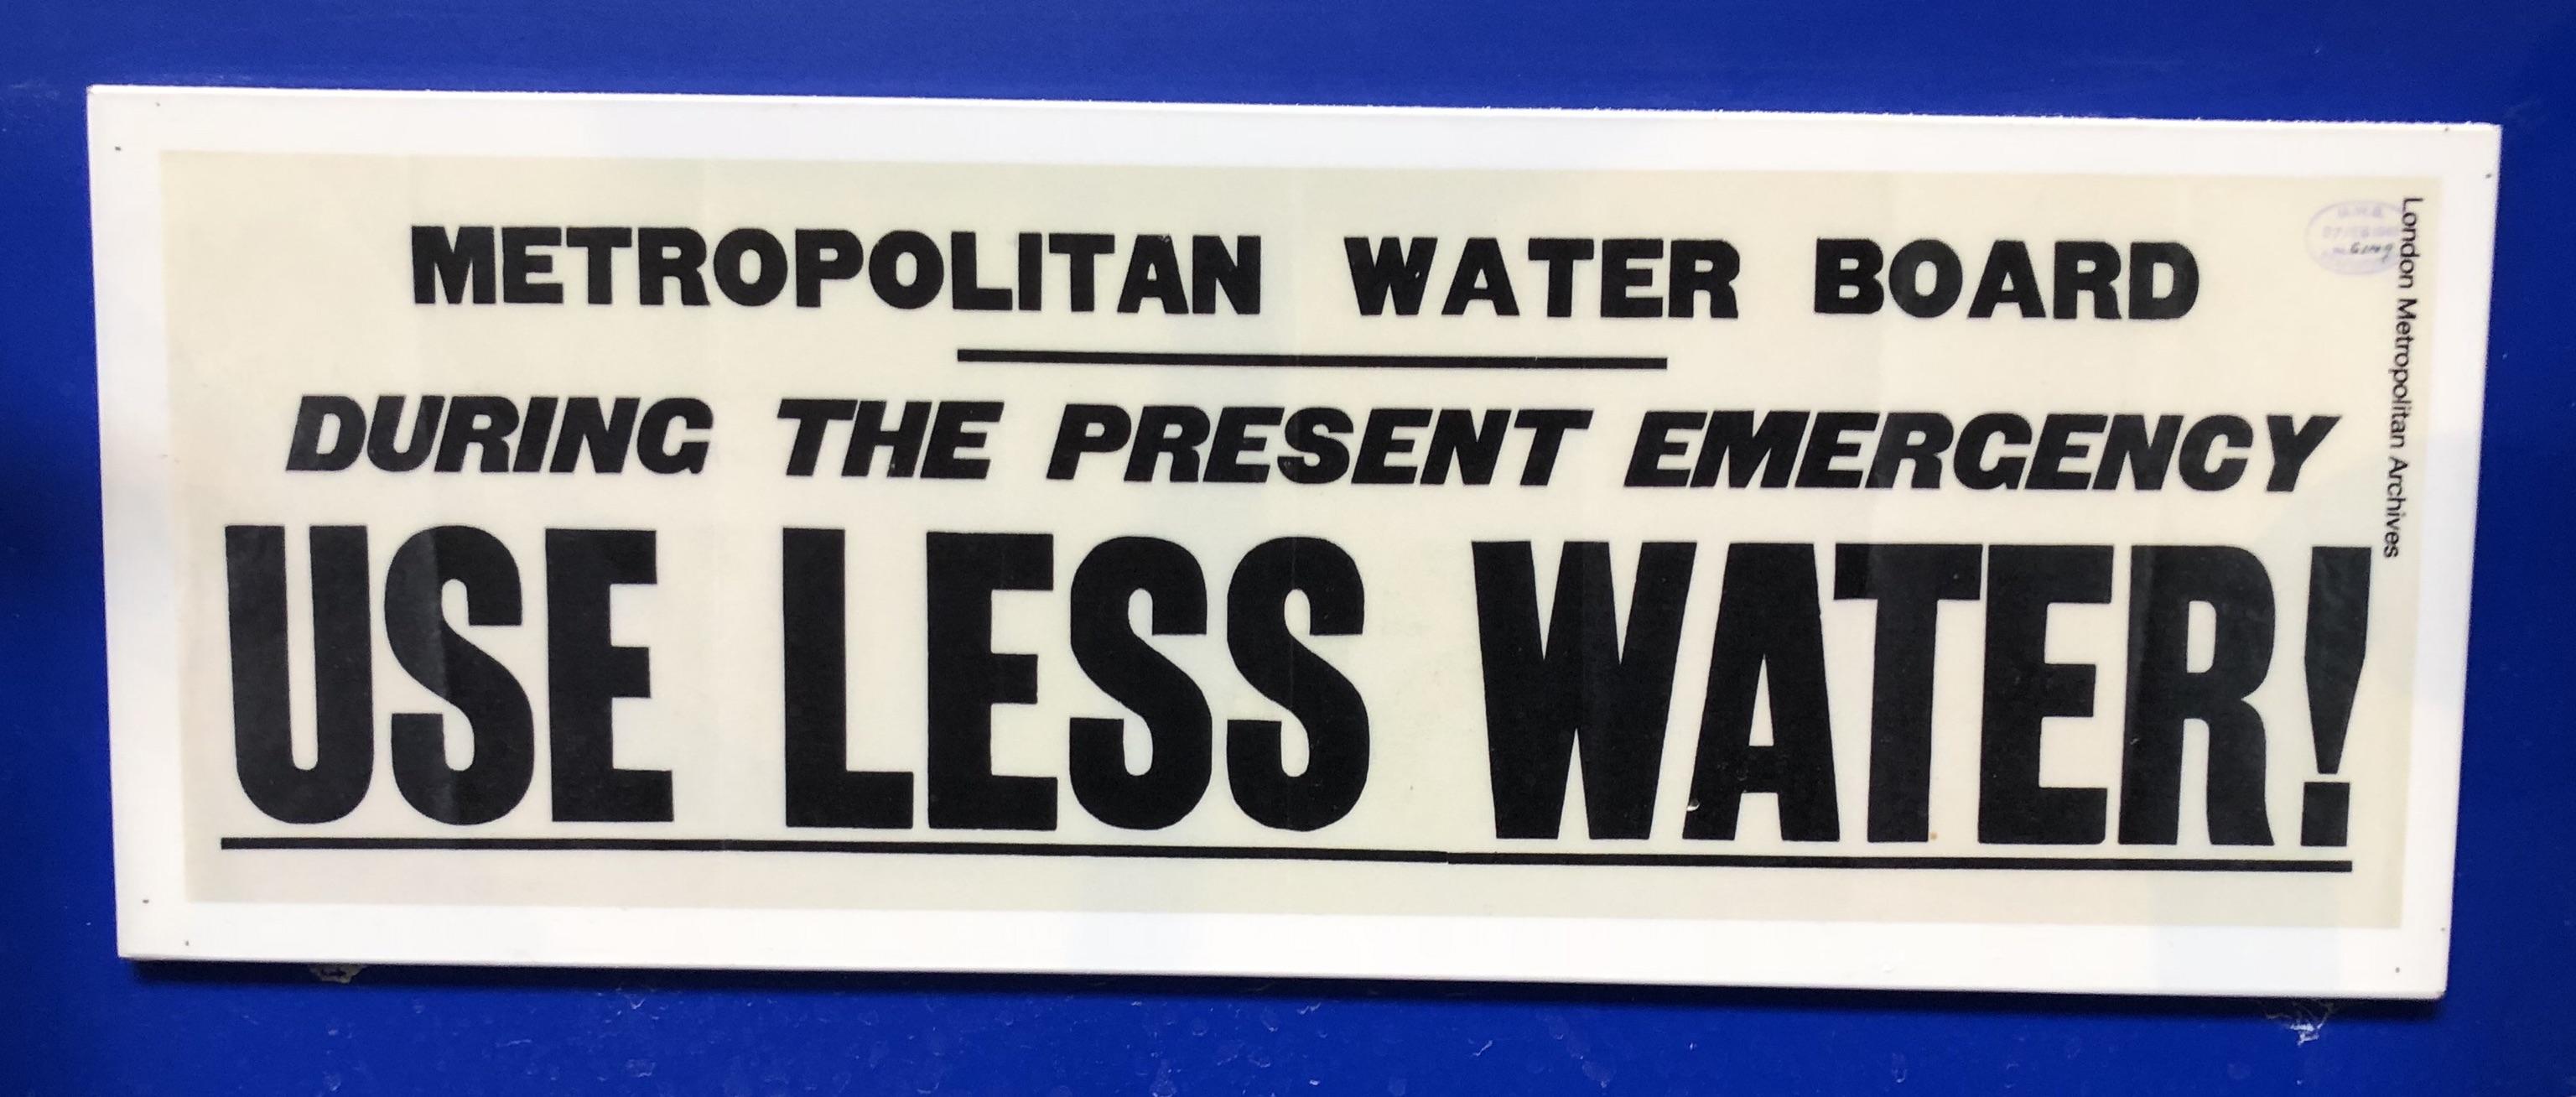 METROPOLITAN WATER BOARD
DURING THE PRESENT EMERGENCY
USE LESS WATER!
London Metropolitan Archives